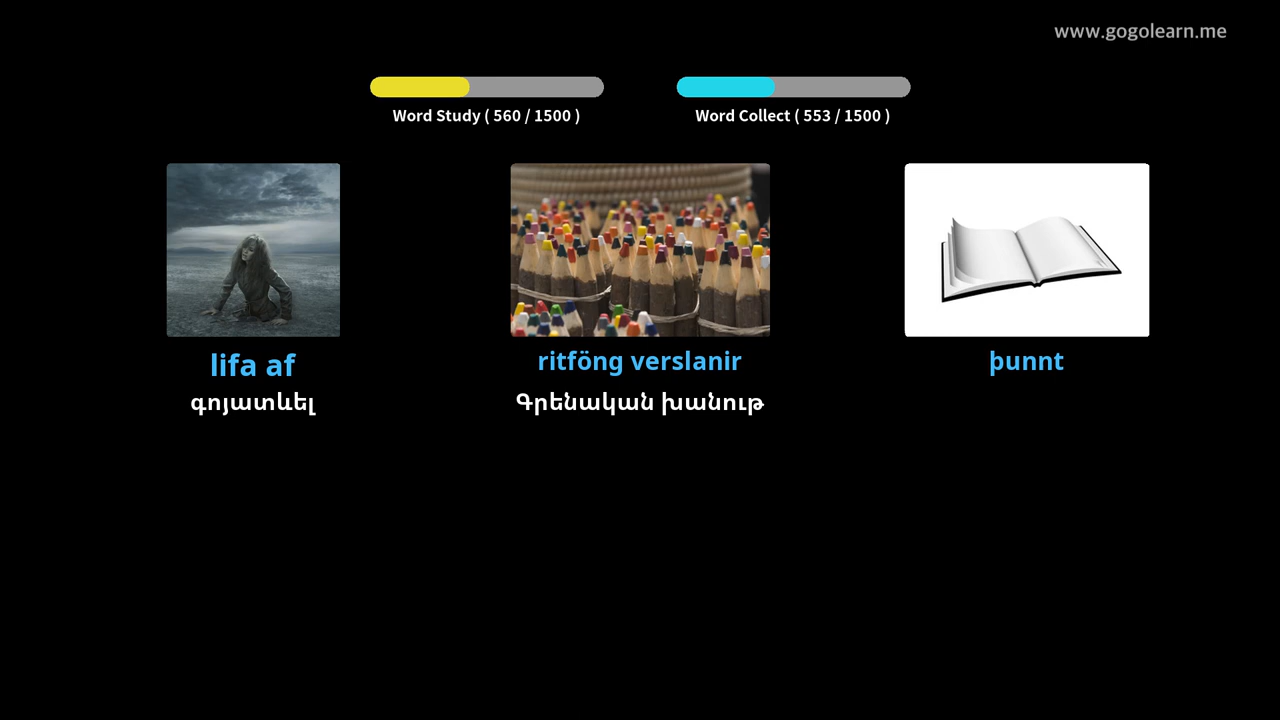 www.gogolearn.me
Word Study ( 560 / 1500 )
Word Collect ( 553 / 1500 )
lifa af
ritföng verslanir
þunnt
գոյատևել
Գրենական խանութ